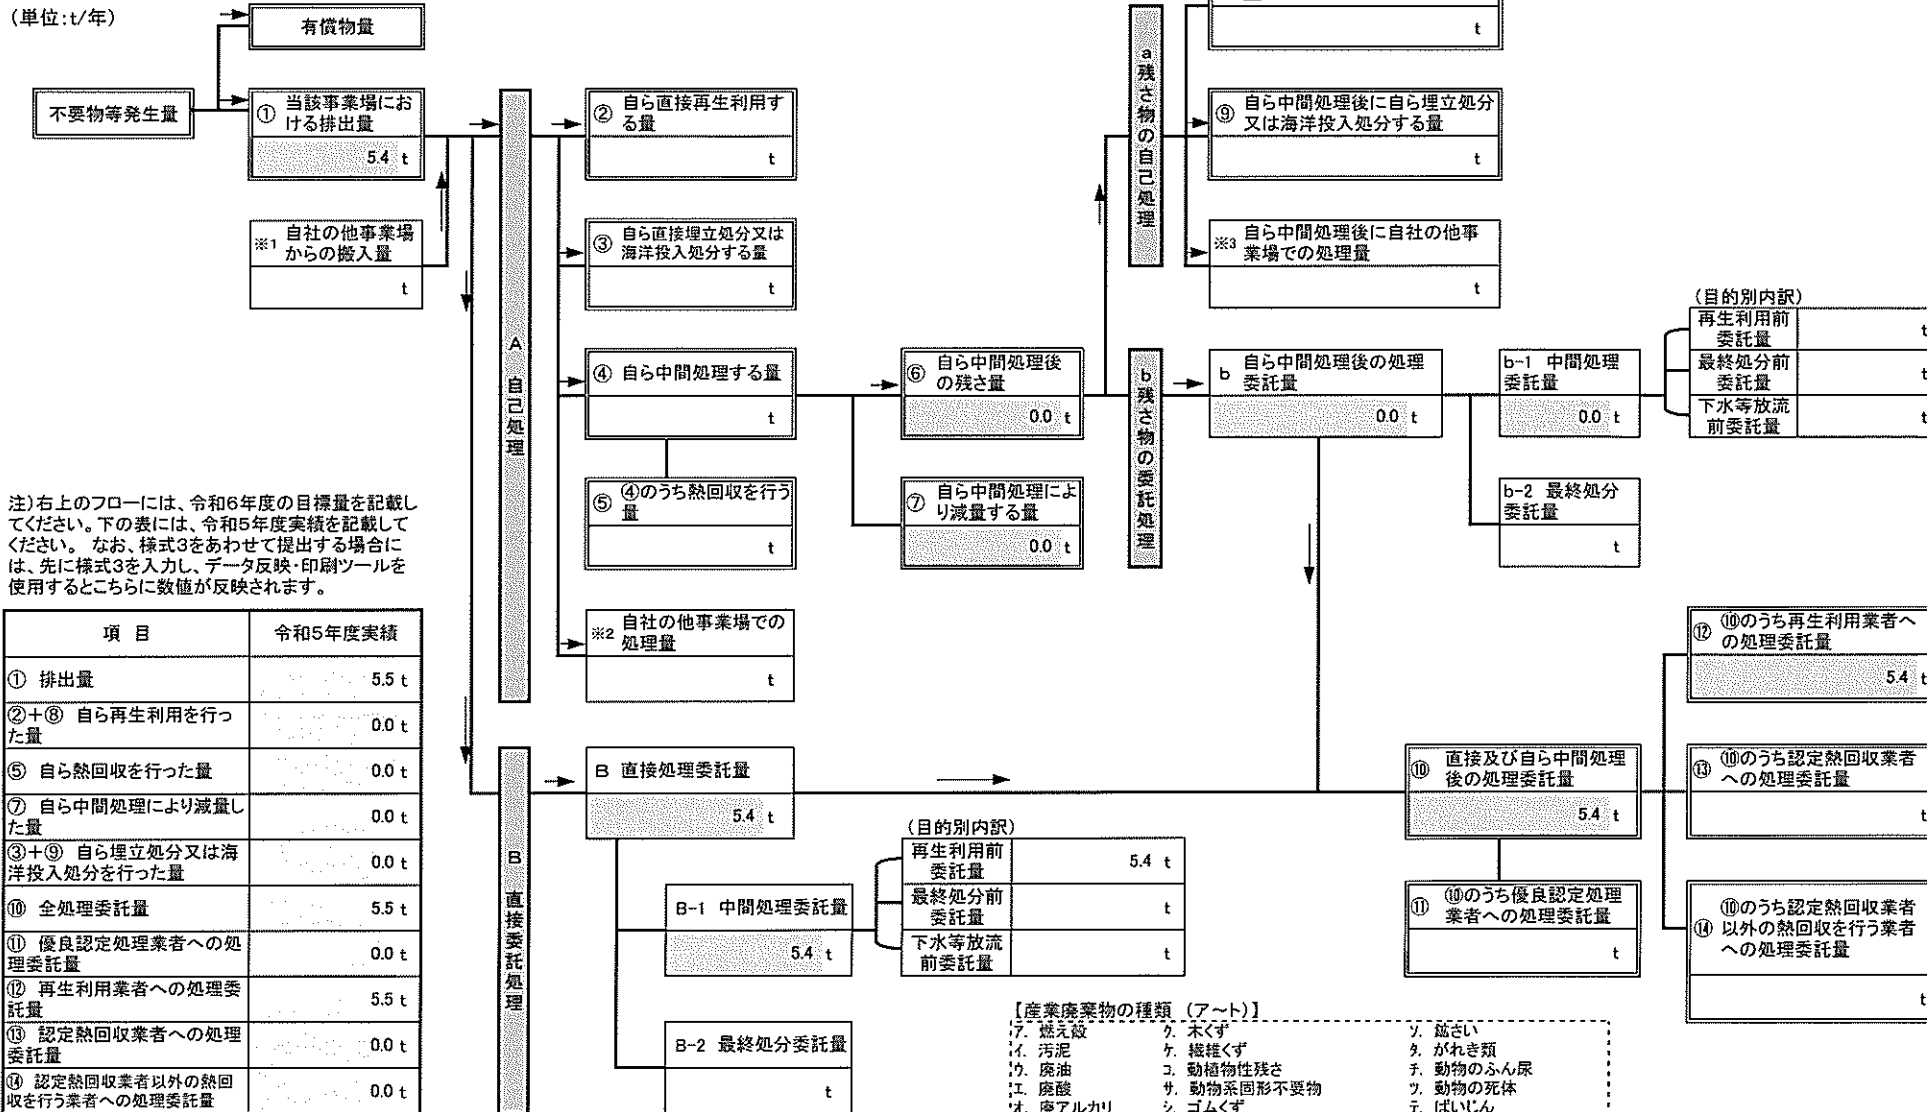 (単位:t/年)
有償物量
不要物等発生量
① 当該事業場にお
ける排出量
5.4 t
※1 自社の他事業場
からの搬入量
t
A 自己処理
② 自ら直接再生利用す
る量
t
③ 自ら直接埋立処分又は
海洋投入処分する量
t
④ 自ら中間処理する量
t
⑤ ④のうち熱回収を行う
量
t
※2 自社の他事業場での
処理量
t
⑥ 自ら中間処理後
の残さ量
0.0 t
⑦ 自ら中間処理によ
り減量する量
0.0 t
a 残さ物の自己処理
t
⑨ 自ら中間処理後に自ら埋立処分
又は海洋投入処分する量
t
※3 自ら中間処理後に自社の他事
業場での処理量
t
b 残さ物の委託処理
b 自ら中間処理後の処理
委託量
0.0 t
b-1 中間処理
委託量
0.0 t
(目的別内訳)
再生利用前
委託量 t
最終処分前
委託量 t
下水等放流
前委託量 t
b-2 最終処分
委託量
t
注)右上のフローには、令和6年度の目標量を記載し
てください。下の表には、令和5年度実績を記載して
ください。 なお、様式3をあわせて提出する場合に
は、先に様式3を入力し、データ反映・印刷ツールを
使用するとこちらに数値が反映されます。
項 目 令和5年度実績
① 排出量 5.5 t
②+⑧ 自ら再生利用を行っ
た量 0.0 t
⑤ 自ら熱回収を行った量 0.0 t
⑦ 自ら中間処理により減量し
た量 0.0 t
③+⑨ 自ら埋立処分又は海
洋投入処分を行った量 0.0 t
⑩ 全処理委託量 5.5 t
⑪ 優良認定処理業者への処
理委託量 0.0 t
⑫ 再生利用業者への処理委
託量 5.5 t
⑬ 認定熱回収業者への処理
委託量 0.0 t
⑭ 認定熱回収業者以外の熱回
収を行う業者への処理委託量 0.0 t
B 直接委託処理
B 直接処理委託量
5.4 t
B-1 中間処理委託量
5.4 t
(目的別内訳)
再生利用前
委託量 5.4 t
最終処分前
委託量 t
下水等放流
前委託量 t
B-2 最終処分委託量
t
⑩ 直接及び自ら中間処理
後の処理委託量
5.4 t
⑪ ⑩のうち優良認定処理
業者への処理委託量
t
⑫ ⑩のうち再生利用業者へ
の処理委託量
5.4 t
⑬ ⑩のうち認定熱回収業者
への処理委託量
t
⑭ ⑩のうち認定熱回収業者
以外の熱回収を行う業者
への処理委託量
t
【産業廃棄物の種類 (ア~ト)】
ア. 燃え殻 ク. 木くず ソ. 鉱さい
イ. 汚泥 ケ. 繊維くず タ. がれき類
ウ. 廃油 コ. 動植物性残さ チ. 動物のふん尿
エ. 廃酸 サ. 動物系固形不要物 ツ. 動物の死体
オ. 廃アルカリ シ. ゴムくず テ. ばいじん